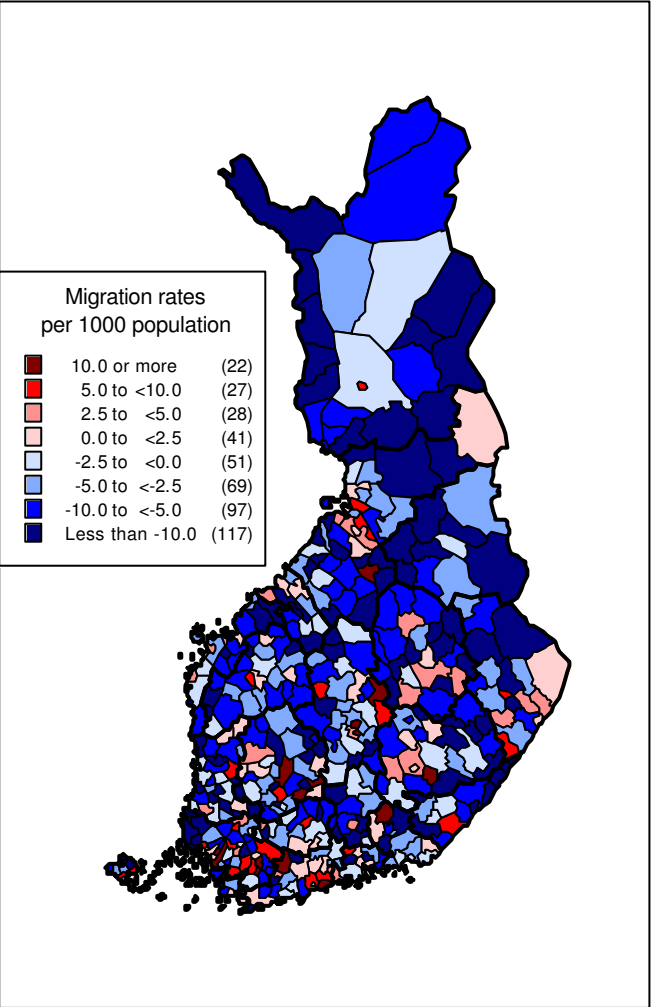 Migration rates
per 1000 population
10.0 or more (22)
5.0 to <10.0 (27)
2.5 to <5.0 (28)
0.0 to <2.5 (41)
-2.5 to <0.0 (51)
-5.0 to <-2.5 (69)
-10.0 to <-5.0 (97)
Less than -10.0 (117)